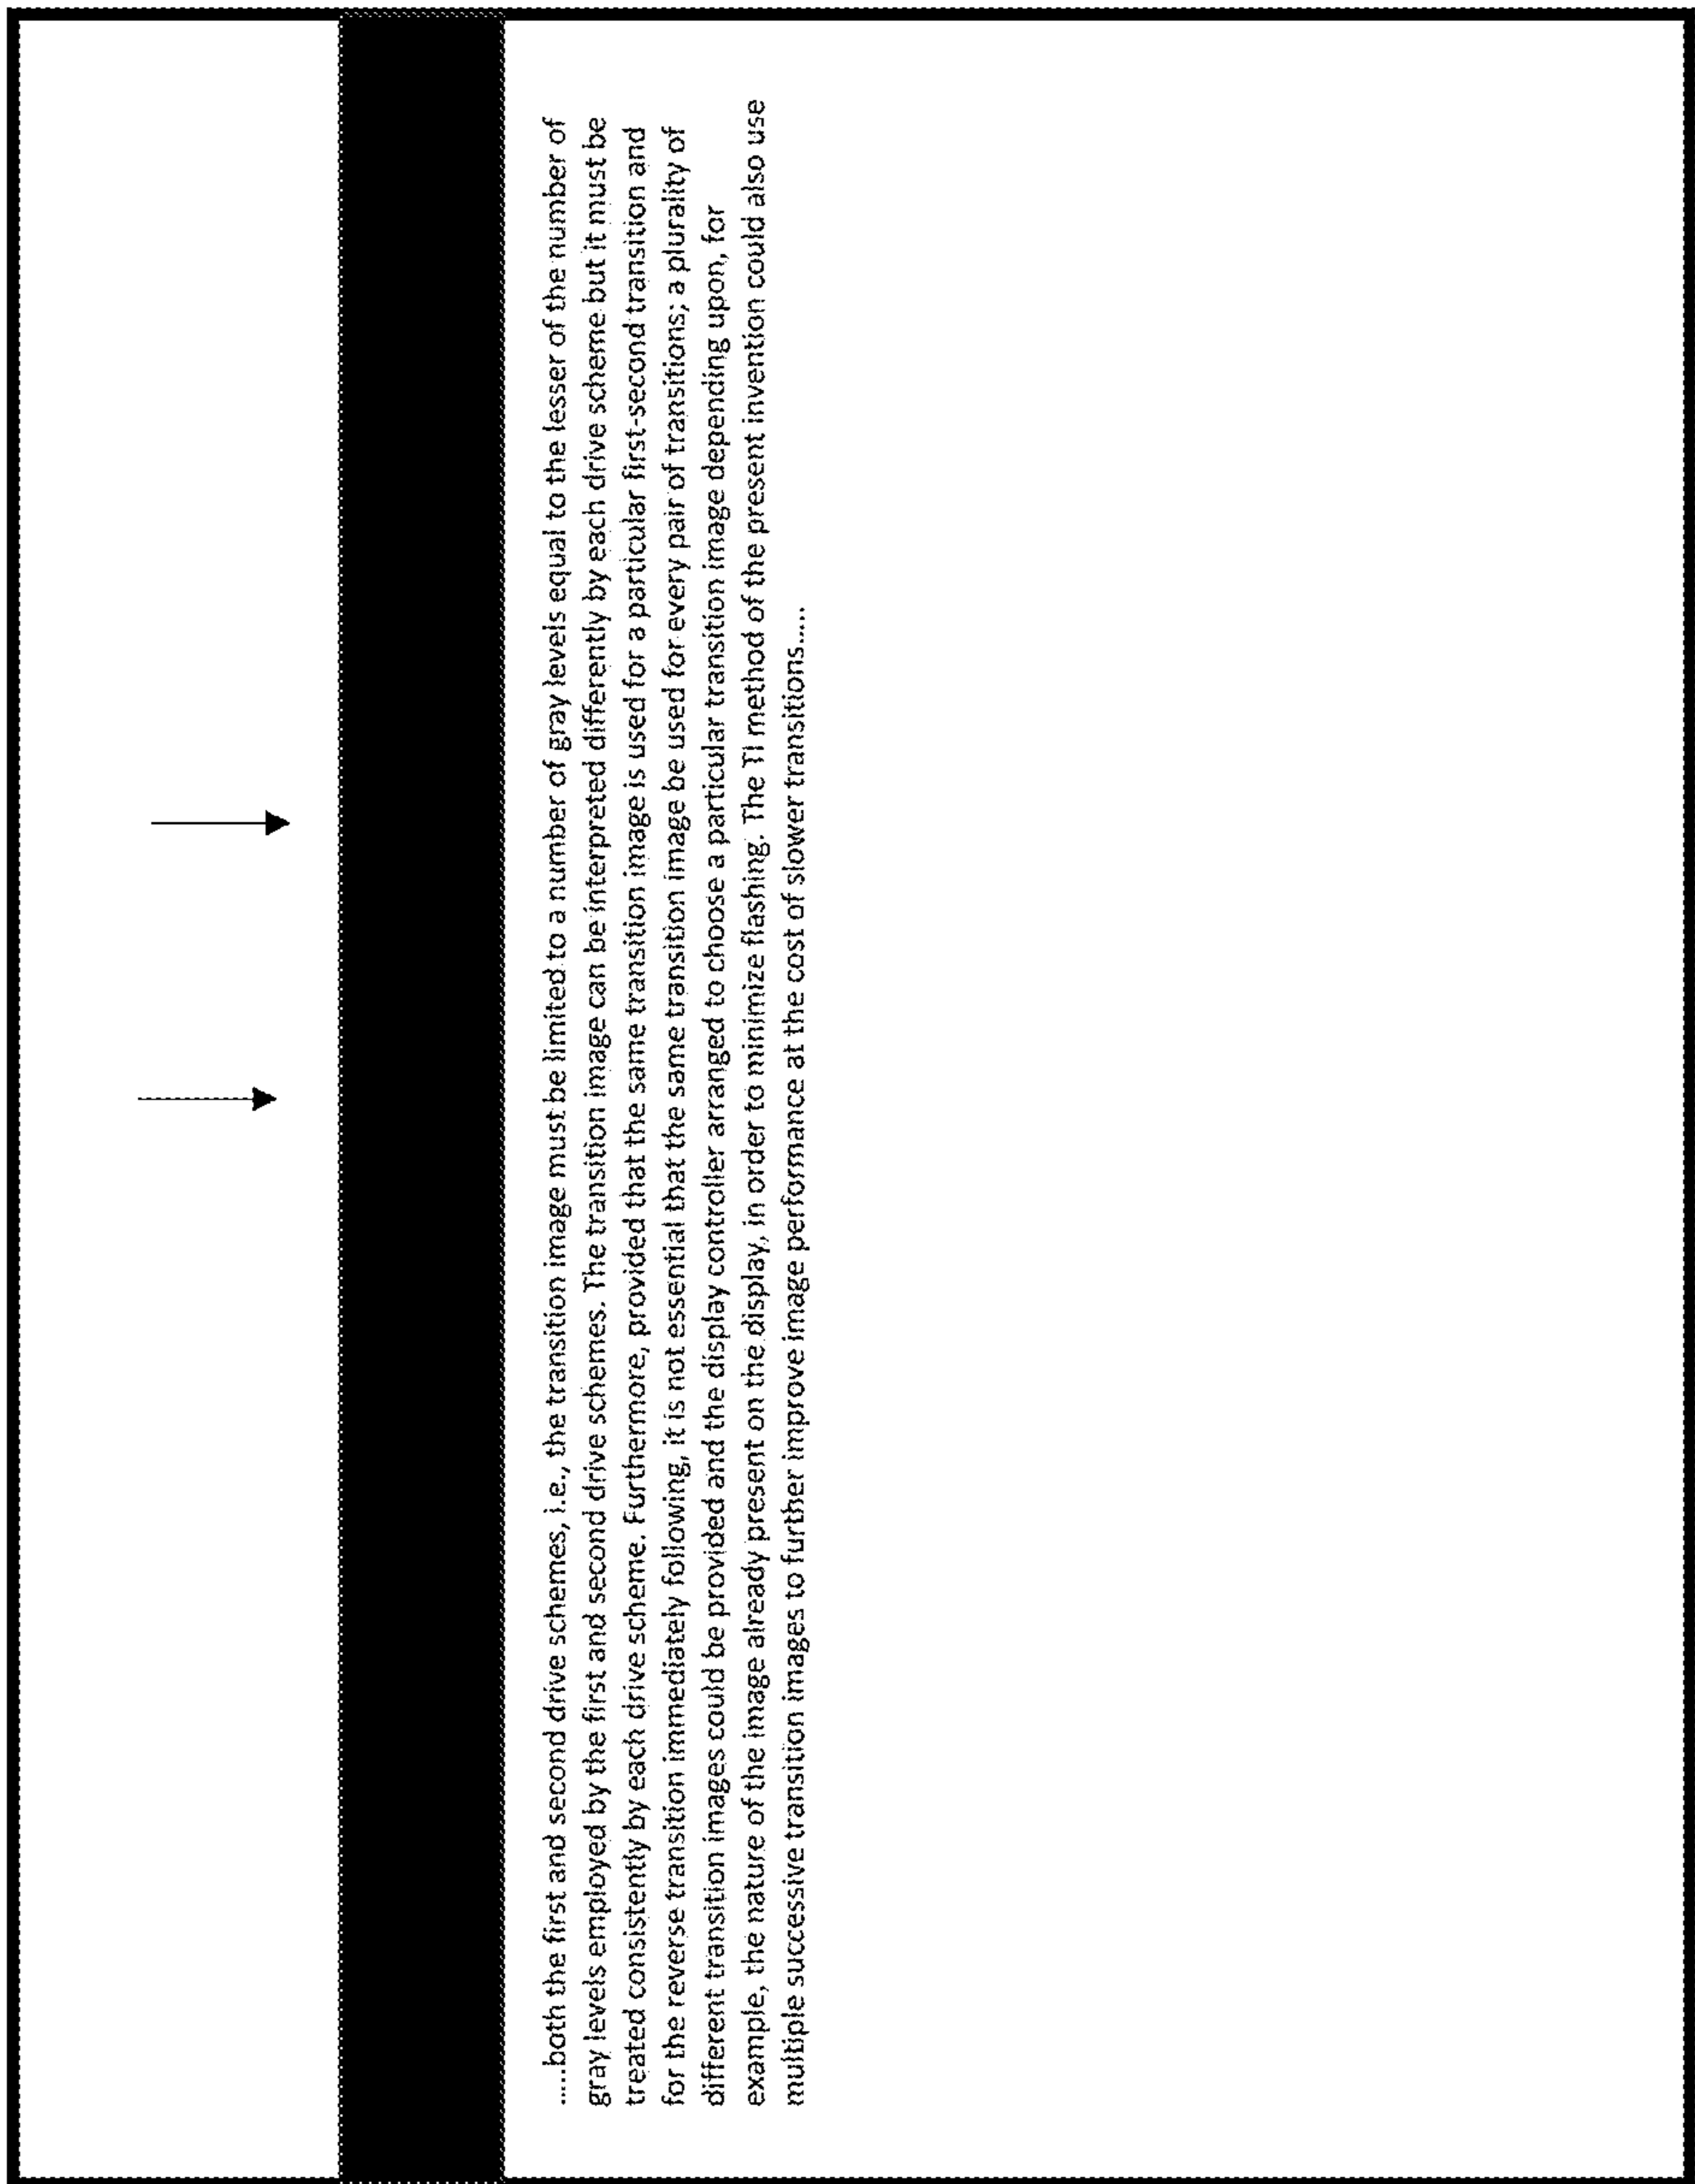 .....both the first and second drive schemes, i.e., the transition image must be limited to a number of gray levels equal to the lesser of the number of
gray levels employed by the first and second drive schemes. The transition image can be interpreted differently by each drive scheme but it must be
treated consistently by each drive scheme. Furthermore, provided that the same transition image is used for a particular first-second transition and
for the reverse transition immediately following, it is not essential that the same transition image be used for every pair of transitions; a plurality of
different transition images could be provided and the display controller arranged to choose a particular transition image depending upon, for
example, the nature of the image already present on the display, in order to minimize flashing. The TI method of the present invention could also use
multiple successive transition images to further improve image performance at the cost of slower transitions.....